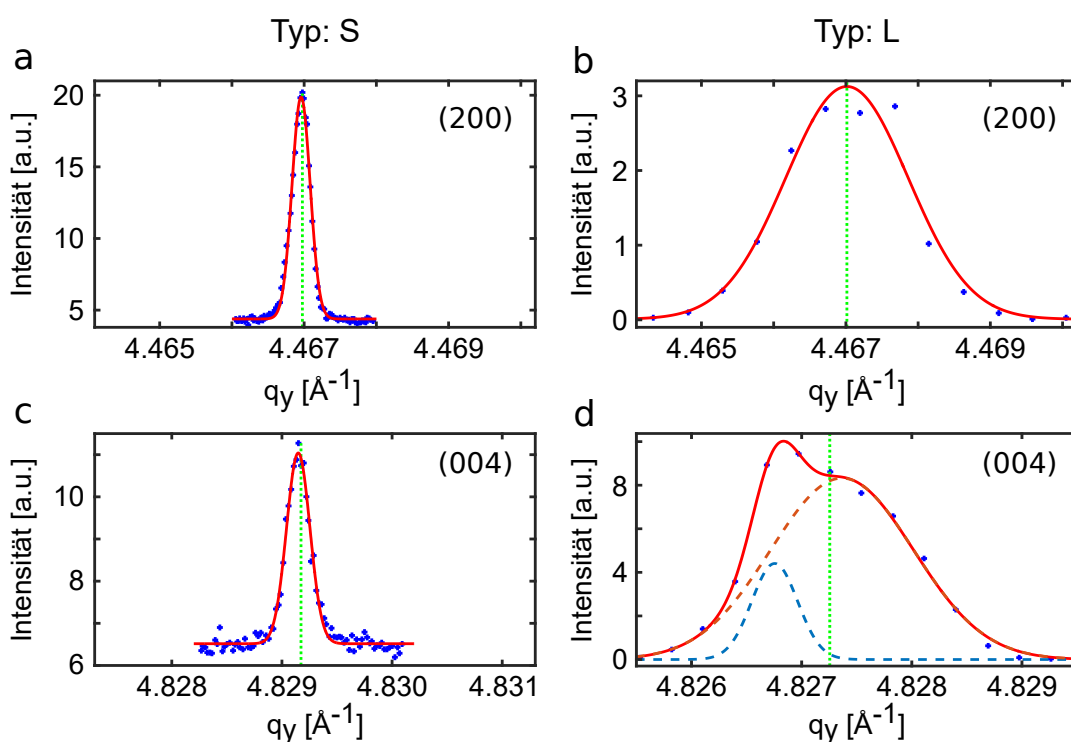 Typ: S
Typ: L
a
20
15
10
5
Intensität [a.u.]
(200)
4.465
4.467
4.469
qy [Å-1]
b
3
2
1
0
Intensität [a.u.]
(200)
4.465
4.467
4.469
qy [Å-1]
c
10
8
6
Intensität [a.u.]
(004)
4.828
4.829
4.830
4.831
qy [Å-1]
d
8
4
0
Intensität [a.u.]
(004)
4.826
4.827
4.828
4.829
qy [Å-1]